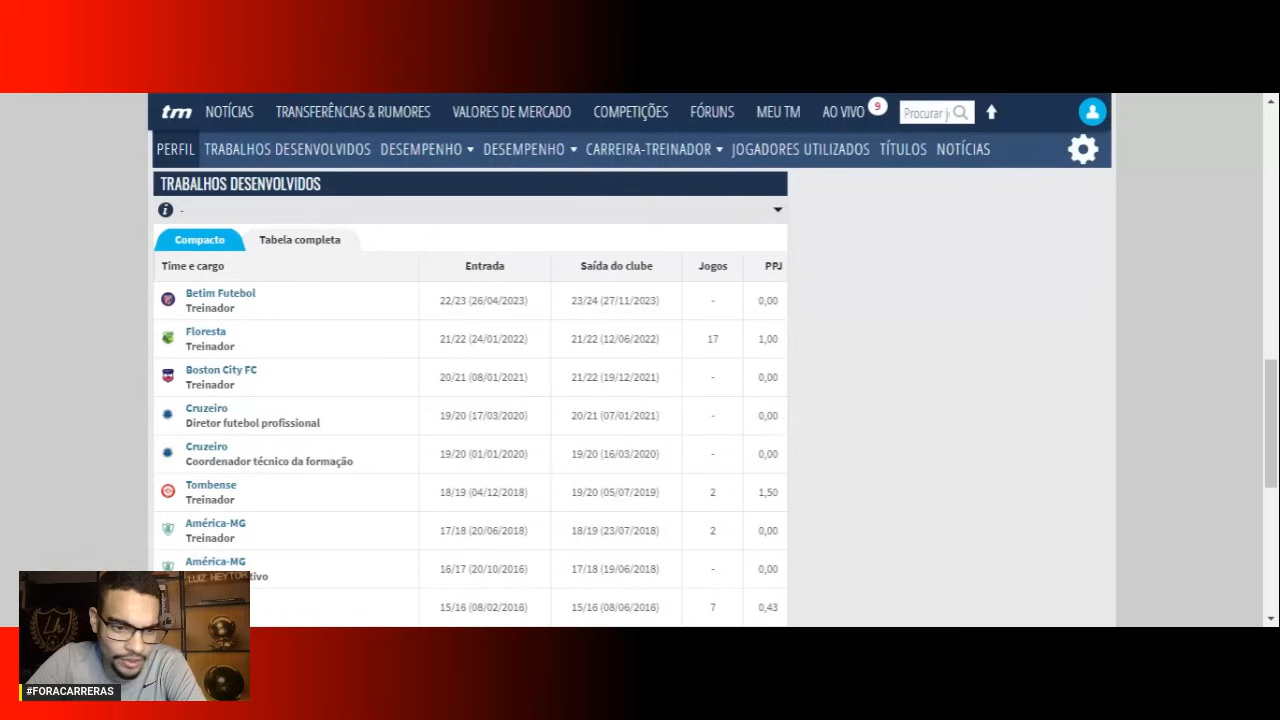 tm NOTÍCIAS TRANSFERÊNCIAS & RUMORES VALORES DE MERCADO COMPETIÇÕES FÓRUNS MEU TM AO VIVO 9 Procurar j
PERFIL TRABALHOS DESENVOLVIDOS DESEMPENHO DESEMPENHO CARREIRA-TREINADOR JOGADORES UTILIZADOS TÍTULOS NOTÍCIAS
TRABALHOS DESENVOLVIDOS
i -
Compacto Tabela completa
Time e cargo Entrada Saída do clube Jogos PPJ
Betim Futebol
Treinador 22/23 (26/04/2023) 23/24 (27/11/2023) - 0,00
Floresta
Treinador 21/22 (24/01/2022) 21/22 (12/06/2022) 17 1,00
Boston City FC
Treinador 20/21 (08/01/2021) 21/22 (19/12/2021) - 0,00
Cruzeiro
Diretor futebol profissional 19/20 (17/03/2020) 20/21 (07/01/2021) - 0,00
Cruzeiro
Coordenador técnico da formação 19/20 (01/01/2020) 19/20 (16/03/2020) - 0,00
Tombense
Treinador 18/19 (04/12/2018) 19/20 (05/07/2019) 2 1,50
América-MG
Treinador 17/18 (20/06/2018) 18/19 (23/07/2018) 2 0,00
América-MG
tivo 16/17 (20/10/2016) 17/18 (19/06/2018) - 0,00
15/16 (08/02/2016) 15/16 (08/06/2016) 7 0,43
LUIZ HEYTOR
Lh
#FORACARRERAS